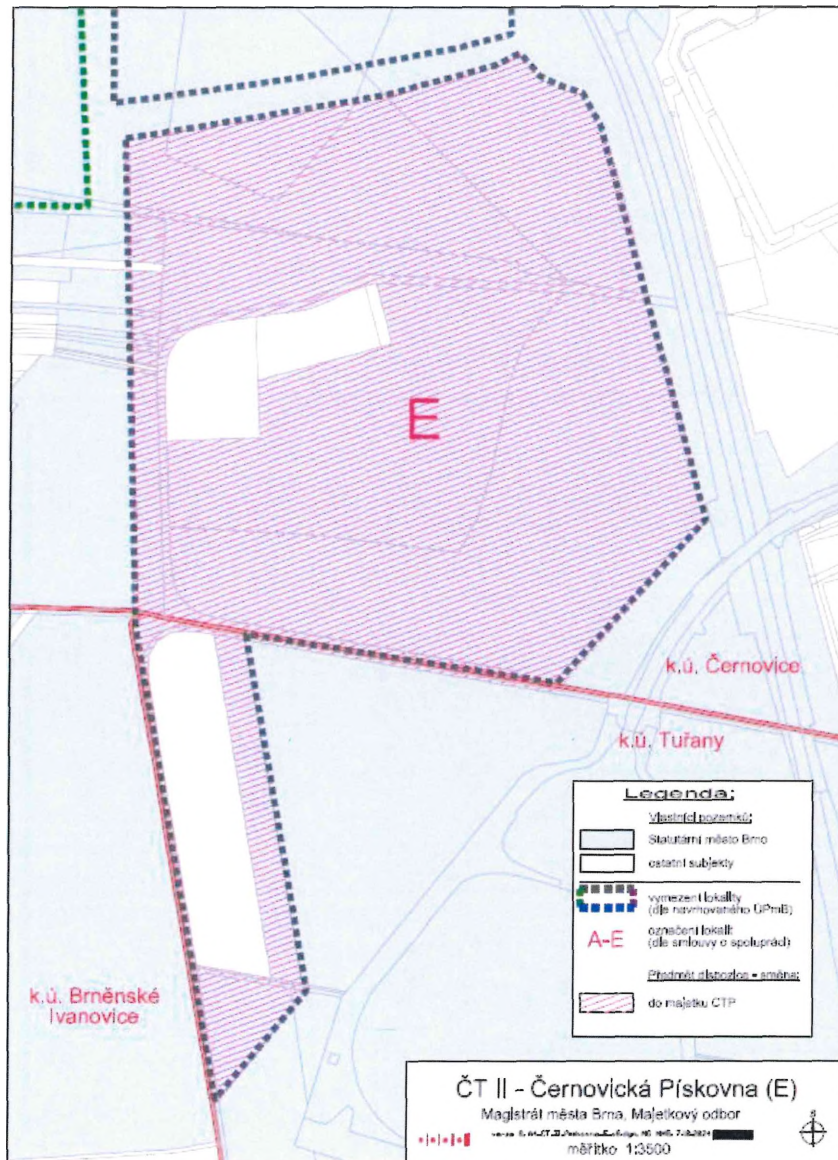 E
k.ú. Černovice
k.ú. Tuřany
k.ú. Brněnské
Ivanovice
Legenda:
Vlastníci pozemků:
Statutární město Brno
ostatní subjekty
vymezení lokality
(dle navrhovaného ÚPmB)
A-E
označení lokalit
(dle smlouvy o spolupráci)
Předmět dispozice - směna:
do majetku CTP
ČT II - Černovická Pískovna (E)
Magistrát města Brna, Majetkový odbor
měřítko 1:3500